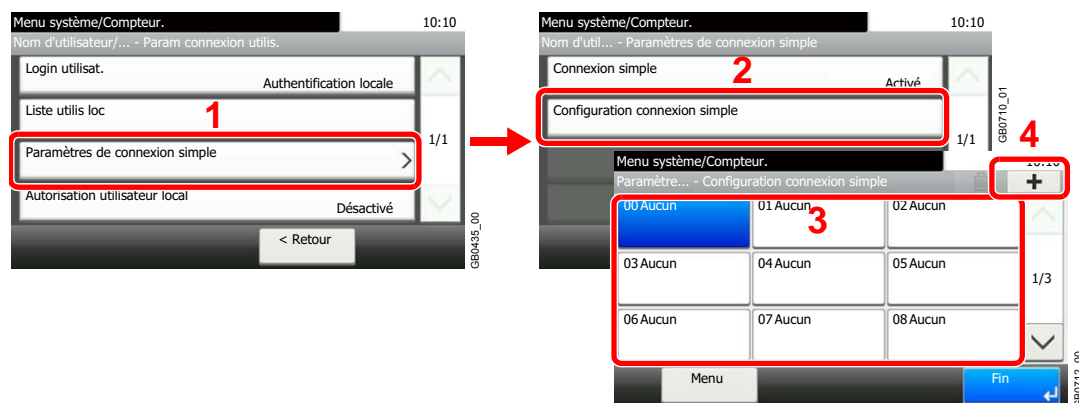 Menu système/Compteur.
10:10
Nom d'utilisateur/... - Param connexion utilis.
Login utilisat.
Authentification locale
Liste utilis loc
1
1/1
Paramètres de connexion simple
Autorisation utilisateur local
Désactivé
< Retour
GB0435_00
Menu système/Compteur.
10:10
Nom d'util... - Paramètres de connexion simple
Connexion simple
2
Activé
Configuration connexion simple
1/1
GB0710_01
4
Menu système/Compteur.
10:10
Paramètre... - Configuration connexion simple
+
00 Aucun
01 Aucun
02 Aucun
3
03 Aucun
04 Aucun
05 Aucun
1/3
06 Aucun
07 Aucun
08 Aucun
Menu
Fin
GB0712_00